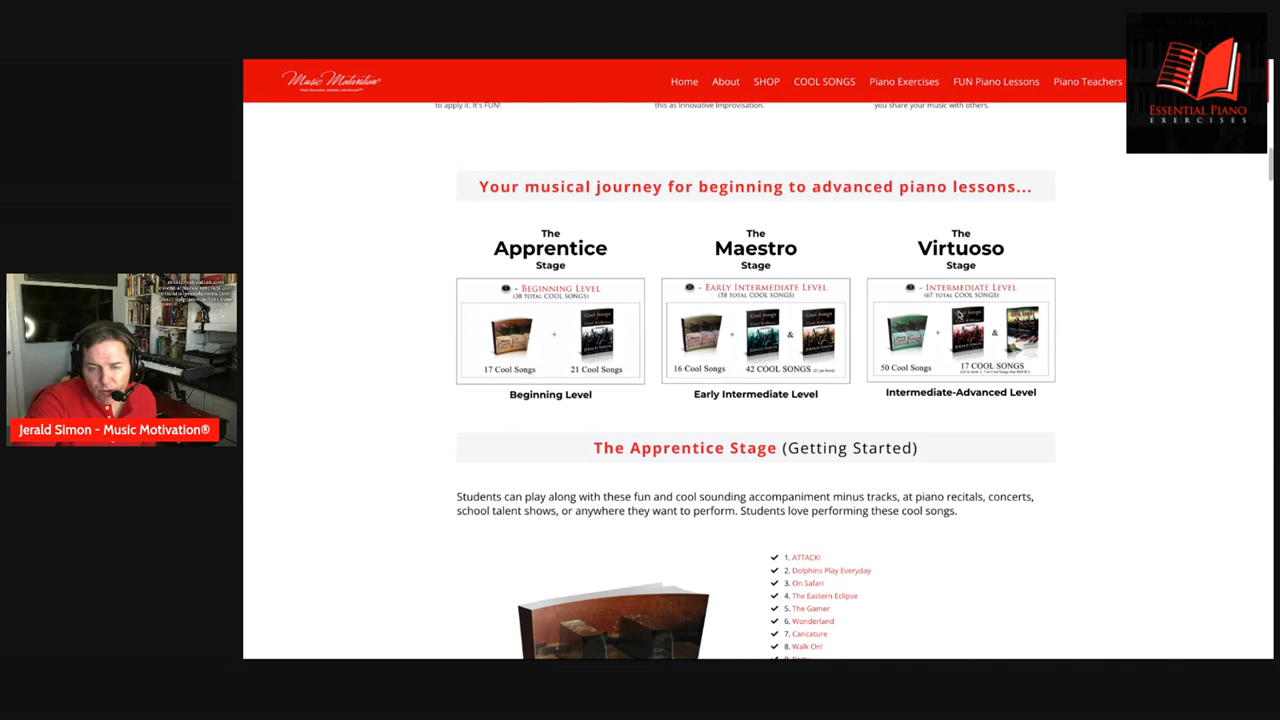 Music Motivation®
Home About SHOP COOL SONGS Piano Exercises FUN Piano Lessons Piano Teachers
ESSENTIAL PIANO
EXERCISES
to apply it. It's FUN!
this as Innovative Improvisation.
you share your music with others.
Your musical journey for beginning to advanced piano lessons...
The
Apprentice
Stage
- BEGINNING LEVEL
(38 TOTAL COOL SONGS)
+
17 Cool Songs 21 Cool Songs
Beginning Level
The
Maestro
Stage
- EARLY INTERMEDIATE LEVEL
(58 TOTAL COOL SONGS)
+ &
16 Cool Songs 42 COOL SONGS
Early Intermediate Level
The
Virtuoso
Stage
- INTERMEDIATE LEVEL
(67 TOTAL COOL SONGS)
+ &
50 Cool Songs 17 COOL SONGS
Intermediate-Advanced Level
The Apprentice Stage (Getting Started)
Students can play along with these fun and cool sounding accompaniment minus tracks, at piano recitals, concerts,
school talent shows, or anywhere they want to perform. Students love performing these cool songs.
1. ATTACK!
2. Dolphins Play Everyday
3. On Safari
4. The Eastern Eclipse
5. The Gamer
6. Wonderland
7. Caricature
8. Walk On!
Jerald Simon - Music Motivation®